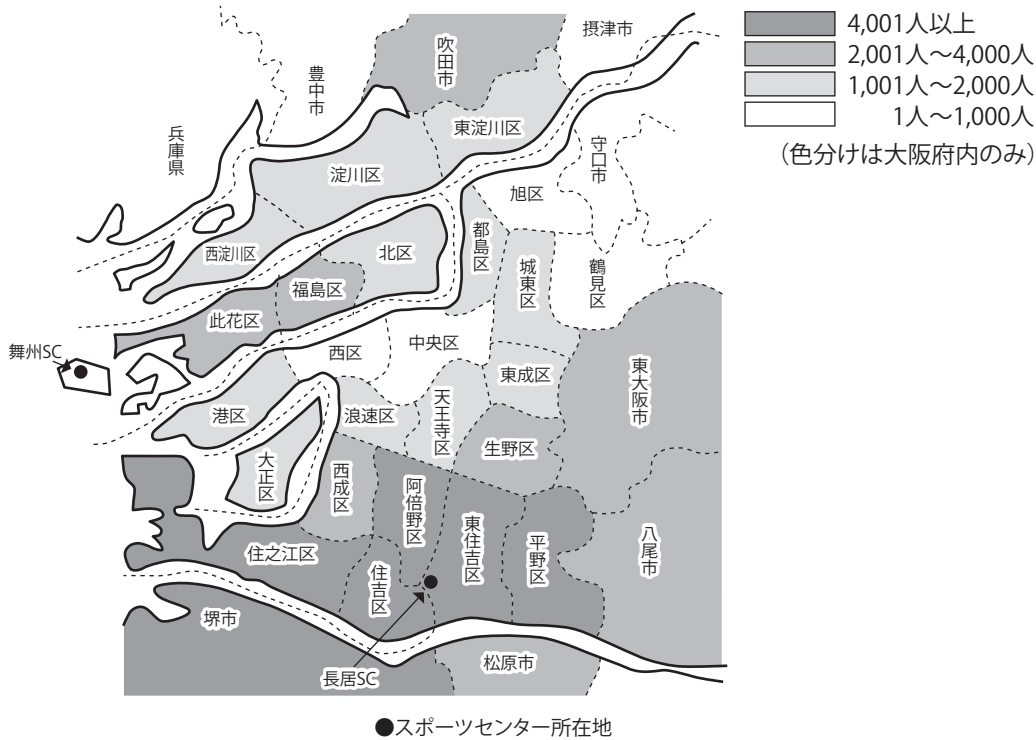 4,001人以上
2,001人～4,000人
1,001人～2,000人
1人～1,000人
(色分けは大阪府内のみ)
摂津市
吹田市
豊中市
兵庫県
東淀川区
守口市
淀川区
旭区
都島区
北区
西淀川区
城東区
鶴見区
福島区
此花区
中央区
西区
舞州SC
東成区
東大阪市
天王寺区
浪速区
港区
生野区
大正区
西成区
阿倍野区
東住吉区
平野区
八尾市
住之江区
住吉区
堺市
松原市
長居SC
●スポーツセンター所在地